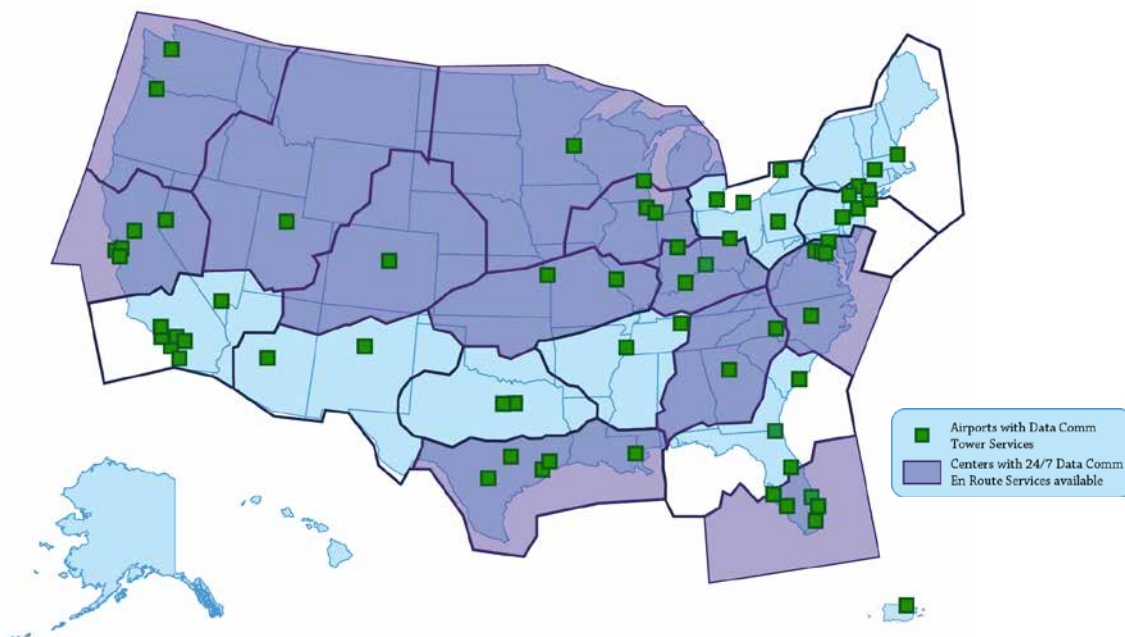 Airports with Data Comm
Tower Services
Centers with 24/7 Data Comm
En Route Services available